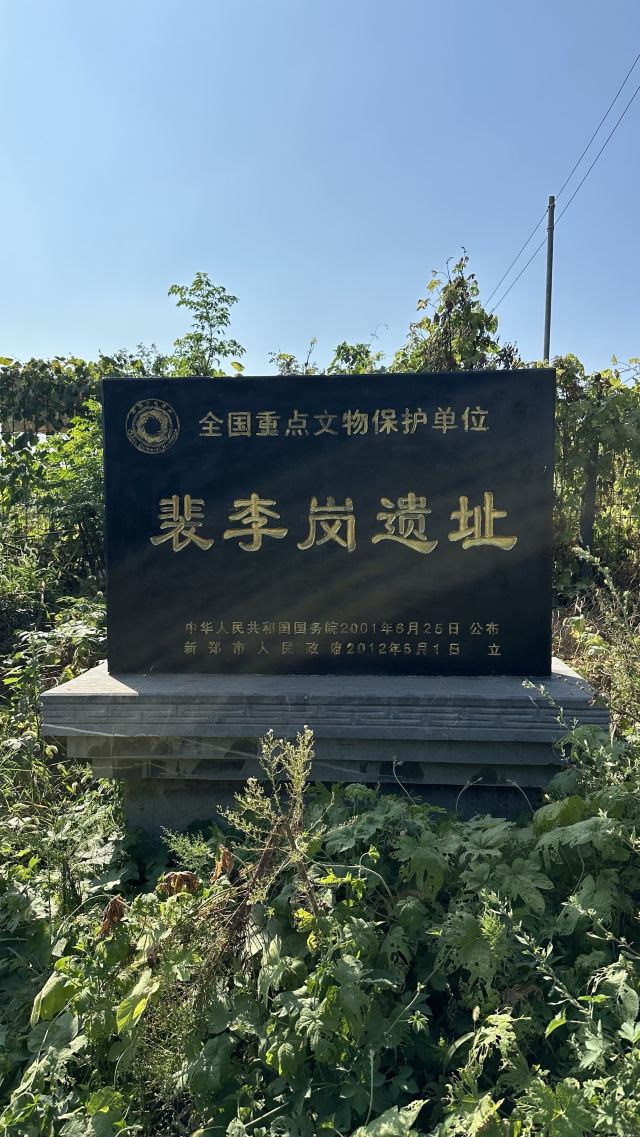 全国重点文物保护单位
裴李岗遗址
中华人民共和国国务院2001年6月25日 公布
新郑市人民政府2012年6月1日 立